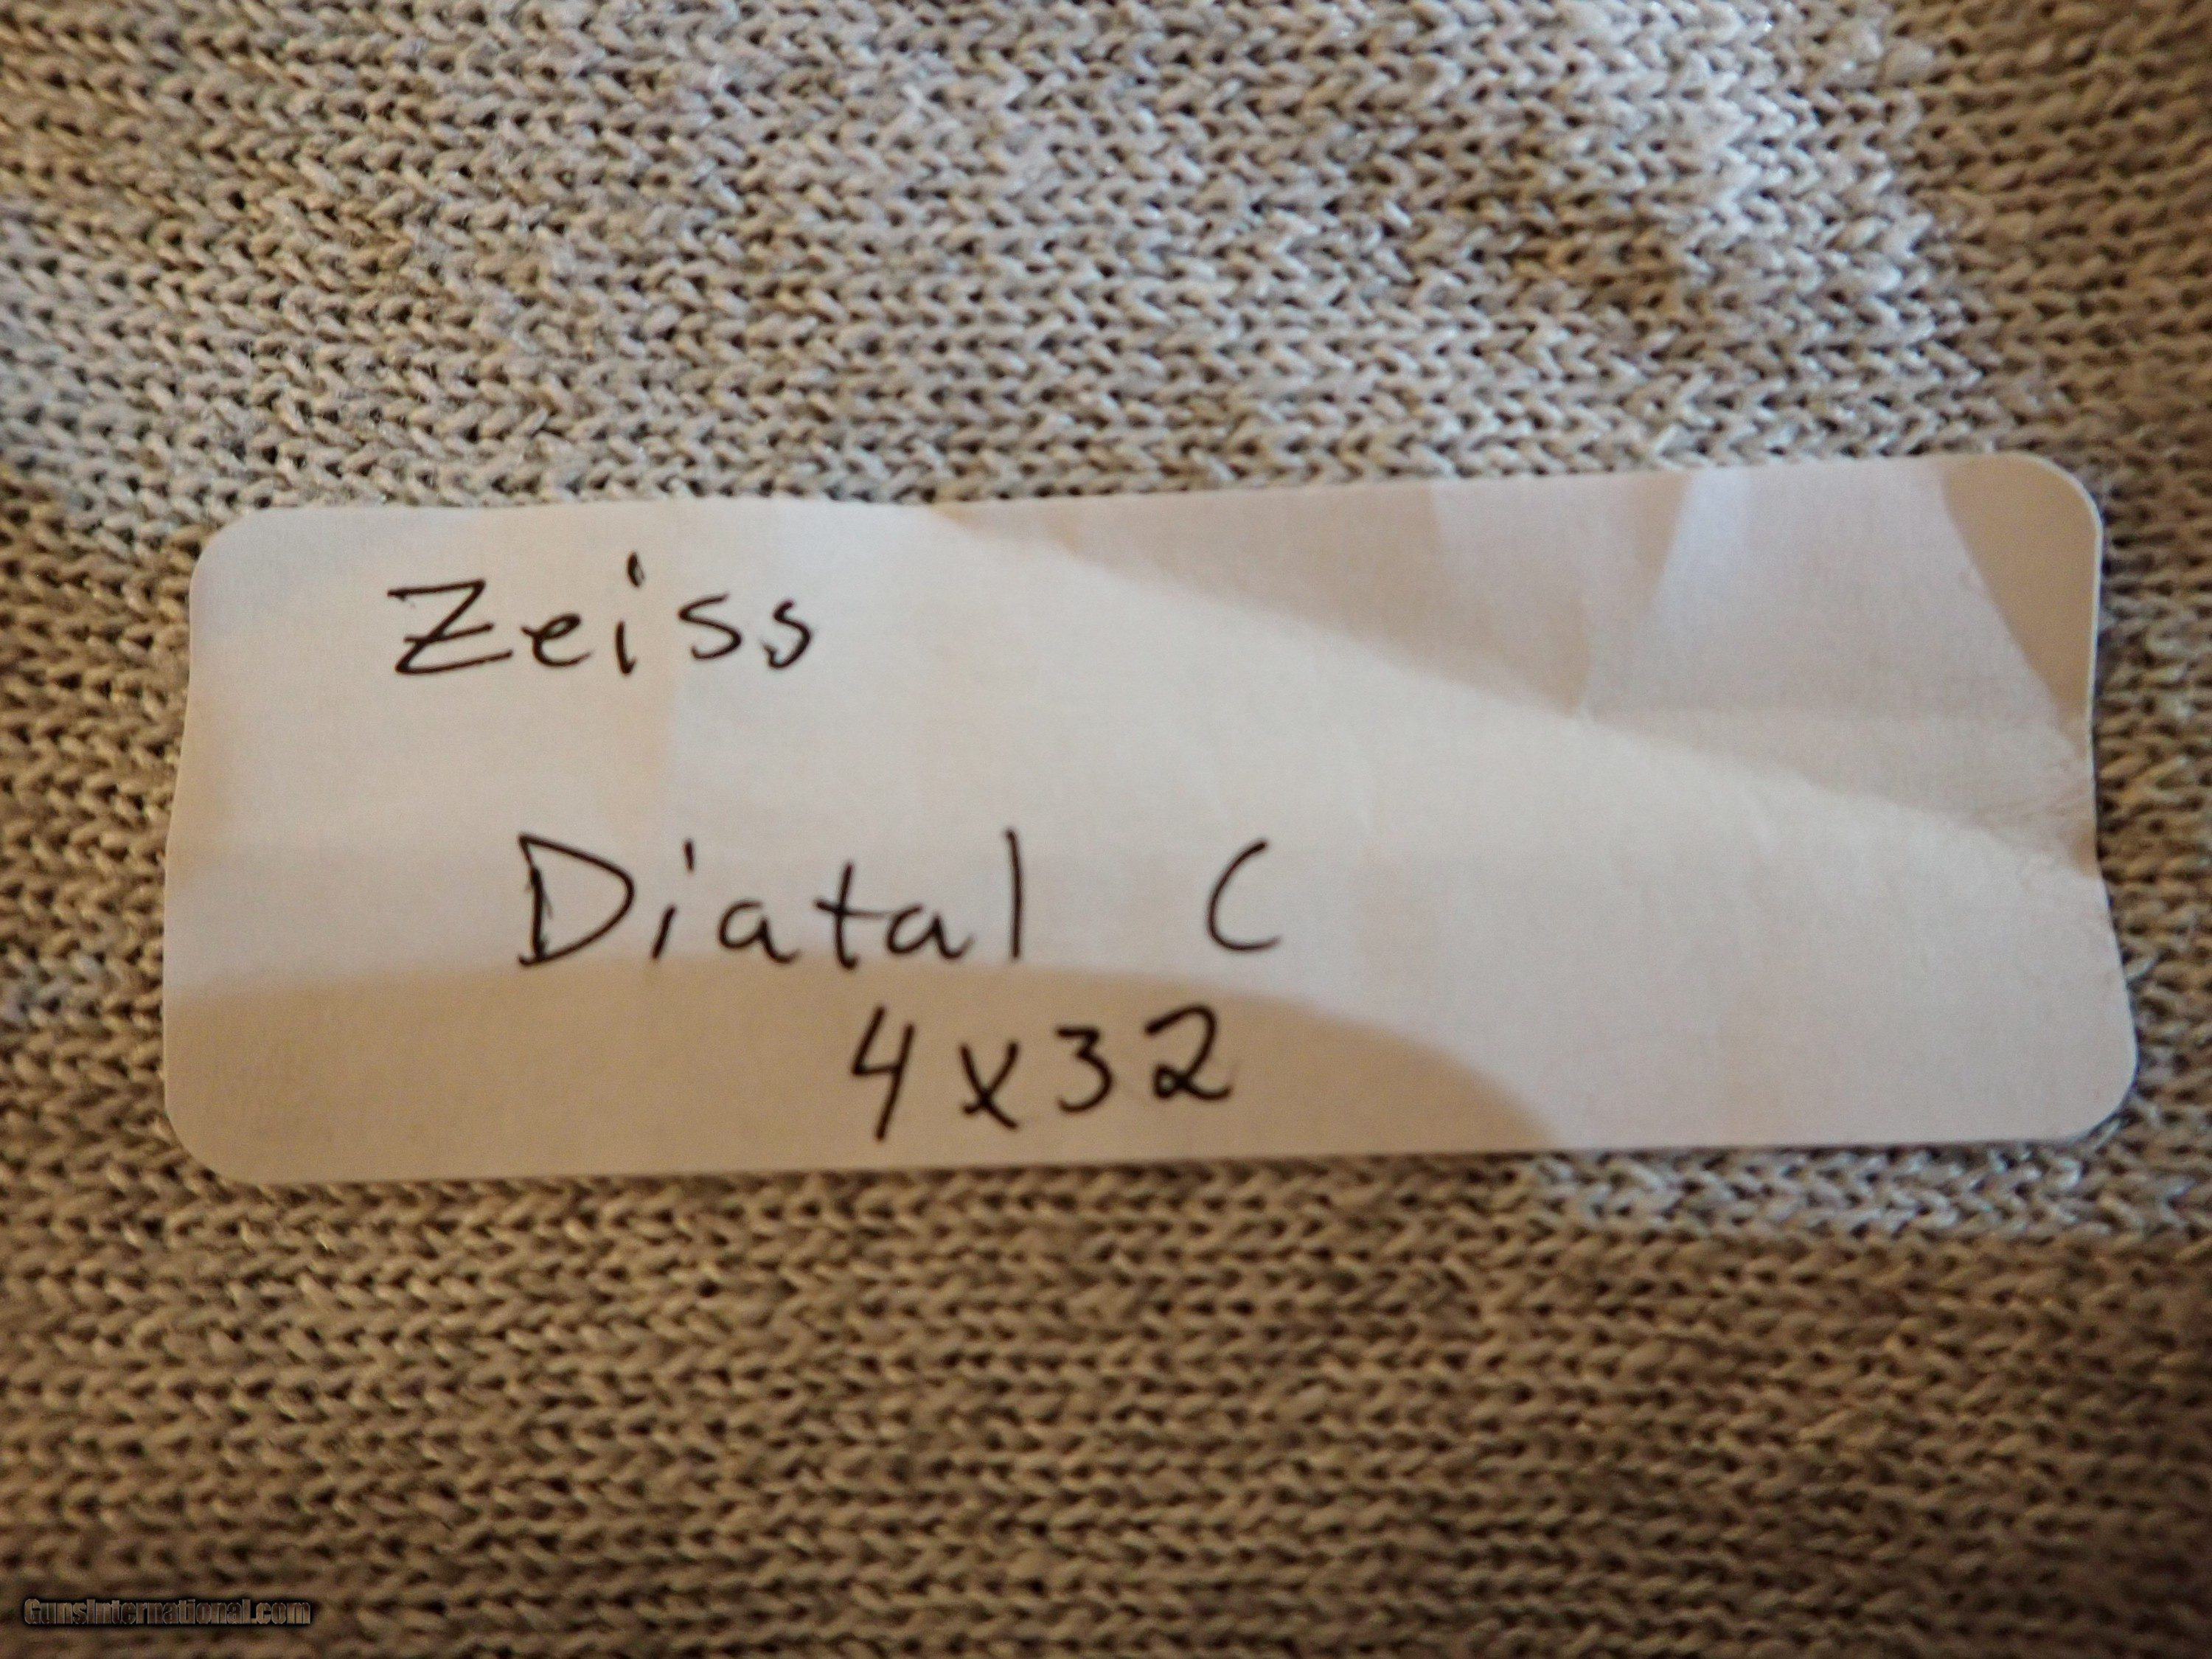 Zeiss
Diatal C
4x32
GunsInternational.com